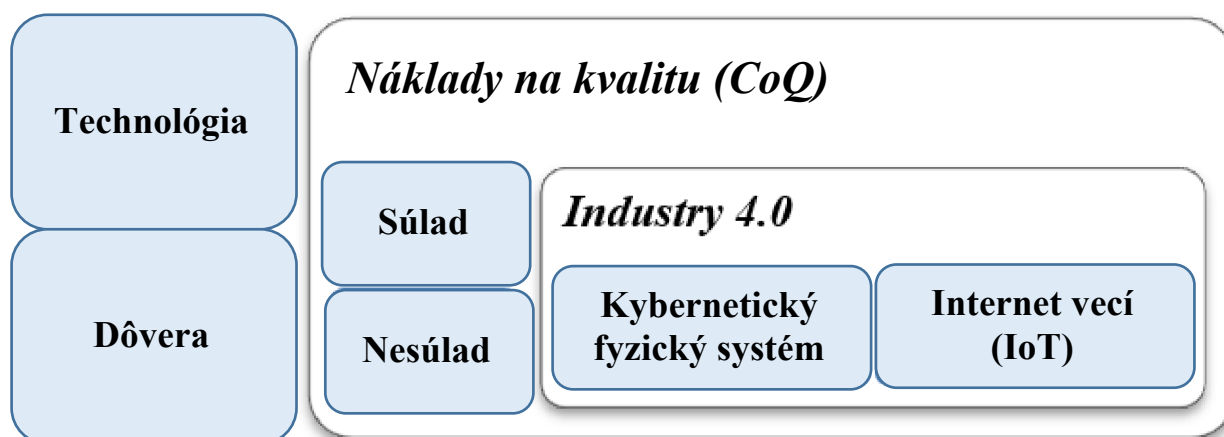 Technológia
Dôvera
Náklady na kvalitu (CoQ)
Súlad
Nesúlad
Industry 4.0
Kybernetický
fyzický systém
Internet vecí
(IoT)